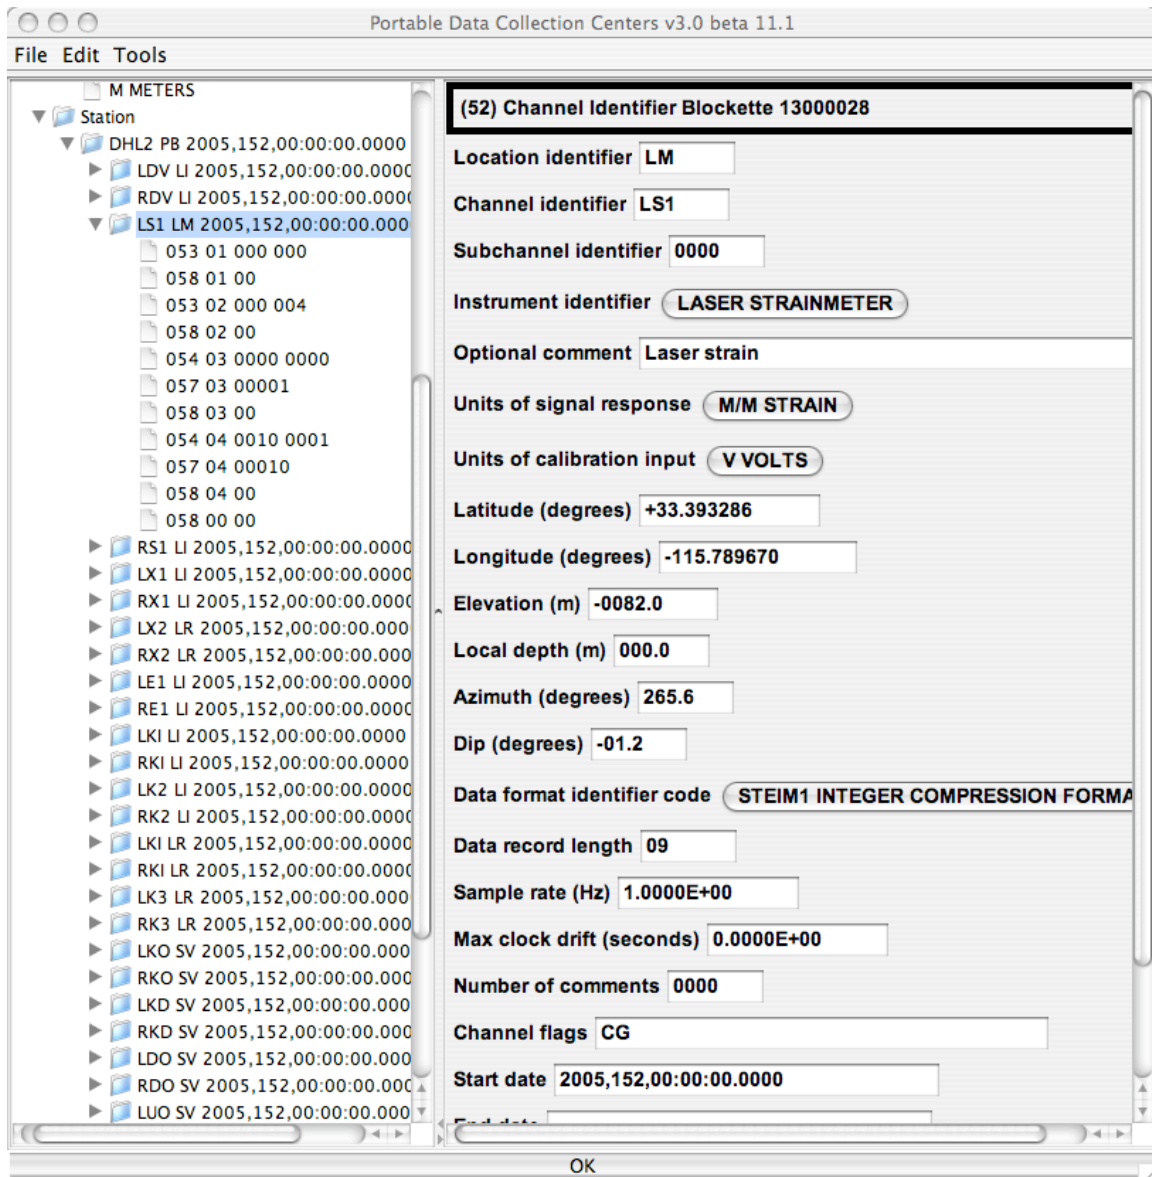 Portable Data Collection Centers v3.0 beta 11.1
File Edit Tools
M METERS
Station
DHL2 PB 2005,152,00:00:00.0000
LDV LI 2005,152,00:00:00.0000
RDV LI 2005,152,00:00:00.0000
LS1 LM 2005,152,00:00:00.000
053 01 000 000
058 01 00
053 02 000 004
058 02 00
054 03 0000 0000
057 03 00001
058 03 00
054 04 0010 0001
057 04 00010
058 04 00
058 00 00
RS1 LI 2005,152,00:00:00.0000
LX1 LI 2005,152,00:00:00.0000
RX1 LI 2005,152,00:00:00.0000
LX2 LR 2005,152,00:00:00.000
RX2 LR 2005,152,00:00:00.000
LE1 LI 2005,152,00:00:00.0000
RE1 LI 2005,152,00:00:00.0000
LKI LI 2005,152,00:00:00.0000
RKI LI 2005,152,00:00:00.0000
LK2 LI 2005,152,00:00:00.0000
RK2 LI 2005,152,00:00:00.0000
LKI LR 2005,152,00:00:00.0000
RKI LR 2005,152,00:00:00.0000
LK3 LR 2005,152,00:00:00.000
RK3 LR 2005,152,00:00:00.000
LKO SV 2005,152,00:00:00.000
RKO SV 2005,152,00:00:00.000
LKD SV 2005,152,00:00:00.000
RKD SV 2005,152,00:00:00.000
LDO SV 2005,152,00:00:00.000
RDO SV 2005,152,00:00:00.000
LUO SV 2005,152,00:00:00.000
(52) Channel Identifier Blockette 13000028
Location identifier LM
Channel identifier LS1
Subchannel identifier 0000
Instrument identifier LASER STRAINMETER
Optional comment Laser strain
Units of signal response M/M STRAIN
Units of calibration input V VOLTS
Latitude (degrees) +33.393286
Longitude (degrees) -115.789670
Elevation (m) -0082.0
Local depth (m) 000.0
Azimuth (degrees) 265.6
Dip (degrees) -01.2
Data format identifier code STEIM1 INTEGER COMPRESSION FORMA
Data record length 09
Sample rate (Hz) 1.0000E+00
Max clock drift (seconds) 0.0000E+00
Number of comments 0000
Channel flags CG
Start date 2005,152,00:00:00.0000
End date
OK